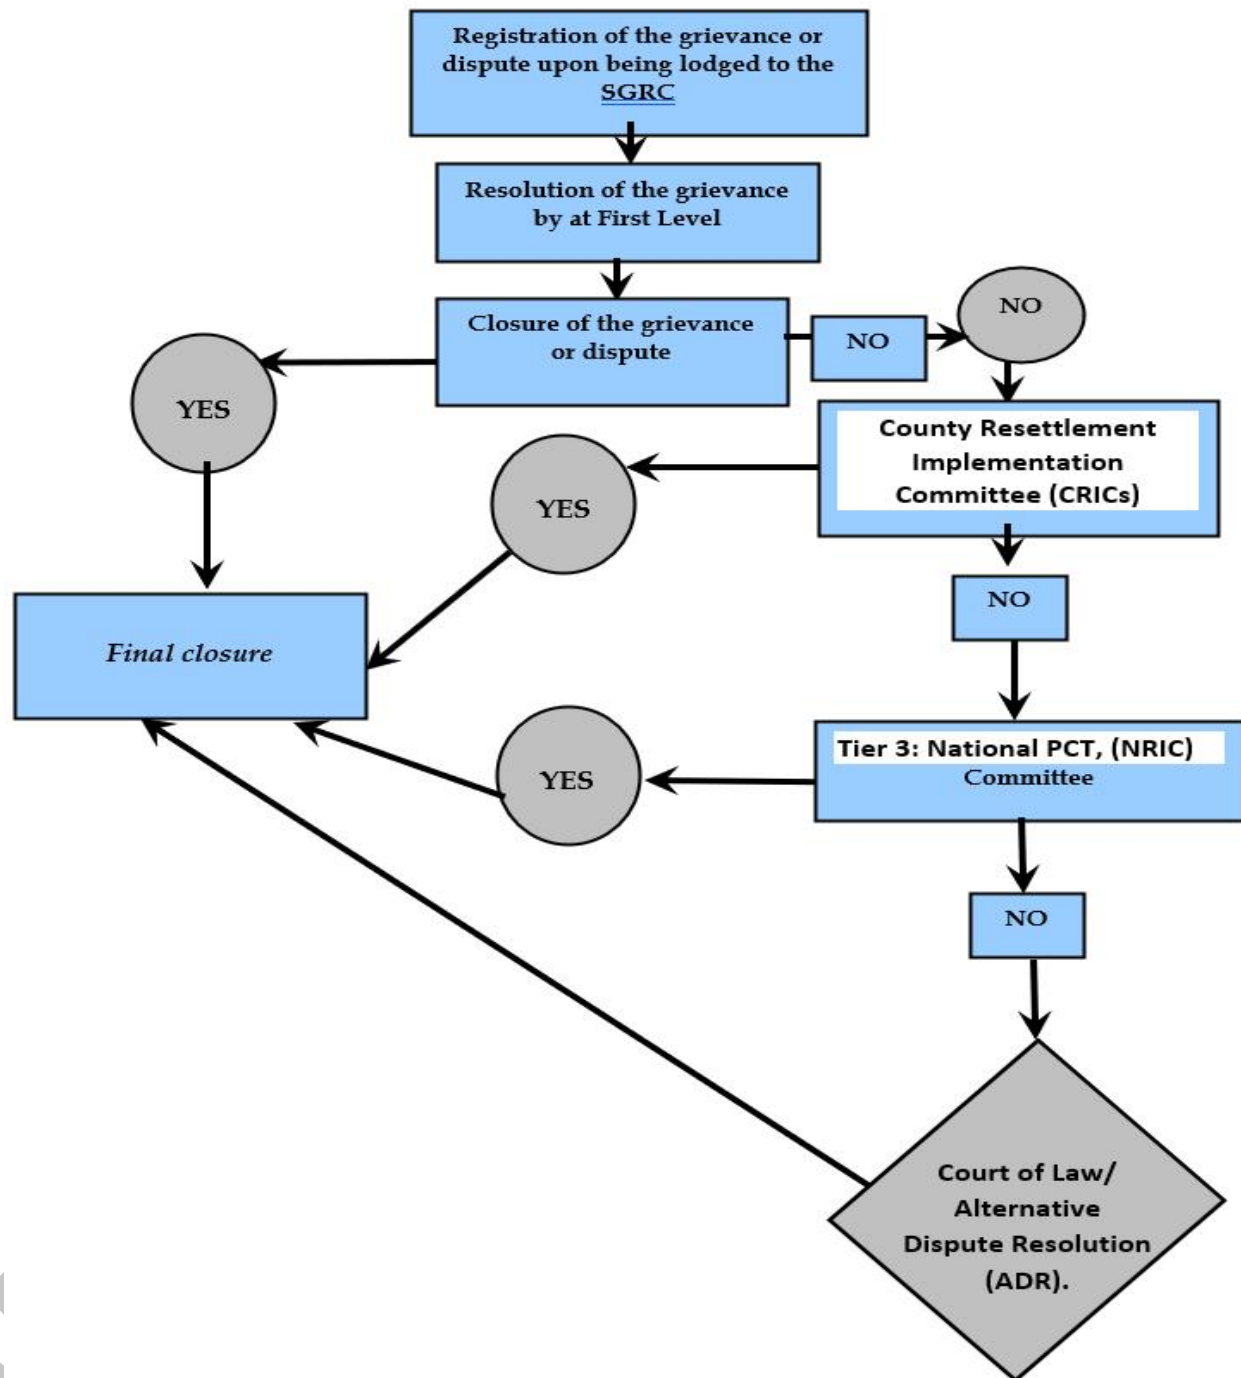 Registration of the grievance or
dispute upon being lodged to the
SGRC
Resolution of the grievance
by at First Level
Closure of the grievance
or dispute
NO
NO
YES
County Resettlement
Implementation
Committee (CRICs)
YES
NO
Final closure
Tier 3: National PCT, (NRIC)
Committee
YES
NO
Court of Law/
Alternative
Dispute Resolution
(ADR).